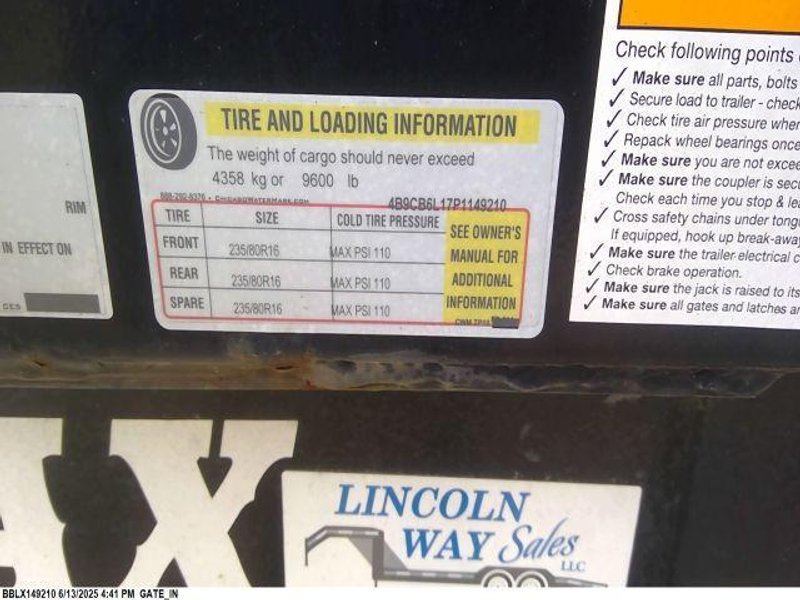 RIM
IN EFFECT ON
TIRE AND LOADING INFORMATION
The weight of cargo should never exceed
4358 kg or 9600 lb
4B9CB6L17P1149210
TIRE SIZE COLD TIRE PRESSURE
FRONT 235/80R16 MAX PSI 110
REAR 235/80R16 MAX PSI 110
SPARE 235/80R16 MAX PSI 110
SEE OWNER'S
MANUAL FOR
ADDITIONAL
INFORMATION
Check following points
✓ Make sure all parts, bolts
✓ Secure load to trailer - check
✓ Check tire air pressure
✓ Repack wheel bearings once
✓ Make sure you are not
✓ Make sure the coupler is
Check each time you stop &
✓ Cross safety chains under
If equipped, hook up break-away
✓ Make sure the trailer electrical
✓ Check brake operation.
✓ Make sure the jack is raised to its
✓ Make sure all gates and latches
AX
LINCOLN
WAY Sales
LLC
BBLX149210 6/13/2025 4:41 PM GATE_IN